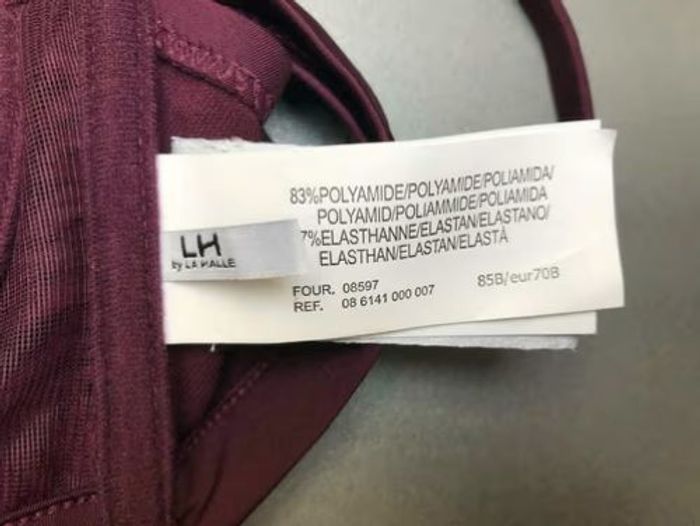 83%POLYAMIDE/POLYAMIDE/POLIAMIDA/
POLYAMID/POLIAMMIDE/POLIAMIDA
7%ELASTHANNE/ELASTAN/ELASTANO/
ELASTHAN/ELASTAN/ELASTÀ
LH
by LA HALLE
FOUR. 08597
REF. 08 6141 000 007
85B/eur70B